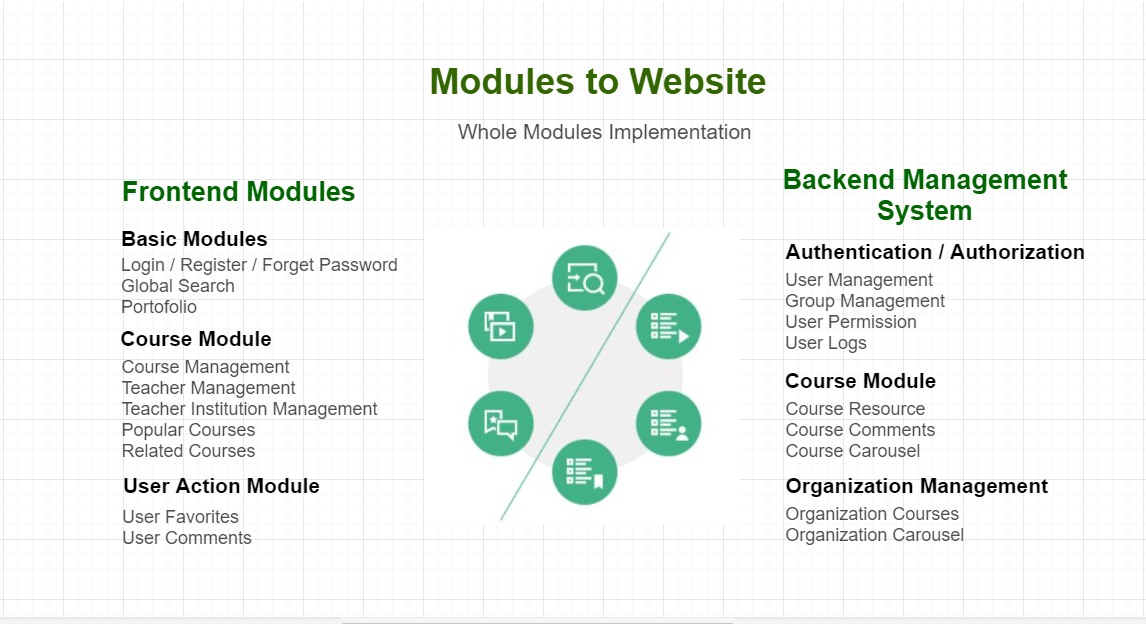 Modules to Website
Whole Modules Implementation
Frontend Modules
Basic Modules
Login / Register / Forget Password
Global Search
Portofolio
Course Module
Course Management
Teacher Management
Teacher Institution Management
Popular Courses
Related Courses
User Action Module
User Favorites
User Comments
Backend Management
System
Authentication / Authorization
User Management
Group Management
User Permission
User Logs
Course Module
Course Resource
Course Comments
Course Carousel
Organization Management
Organization Courses
Organization Carousel